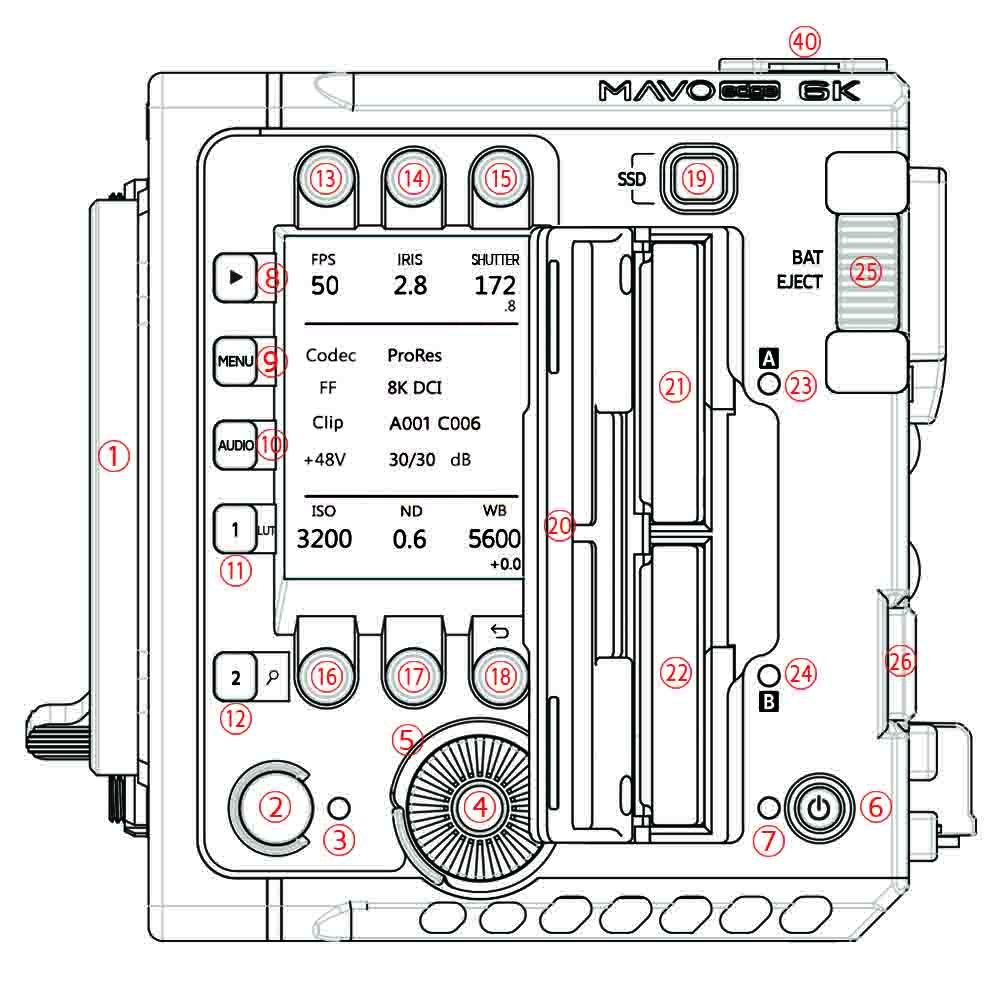 ㊵
MAVO edge 6K
⑬ ⑭ ⑮
SSD ⑲
FPS IRIS SHUTTER
50 2.8 172
.8
⑧
BAT
EJECT
㉕
MENU ⑨
Codec ProRes
FF 8K DCI
Clip A001 C006
+48V 30/30 dB
A
㉑ ㉓
AUDIO ⑩
①
ISO ND WB
3200 0.6 5600
+0.0
1 LUT
⑪
⑳
2
⑫
⑯ ⑰ ⑱
㉒ ㉔
B
㉖
⑤
② ③ ④
⑦ ⑥